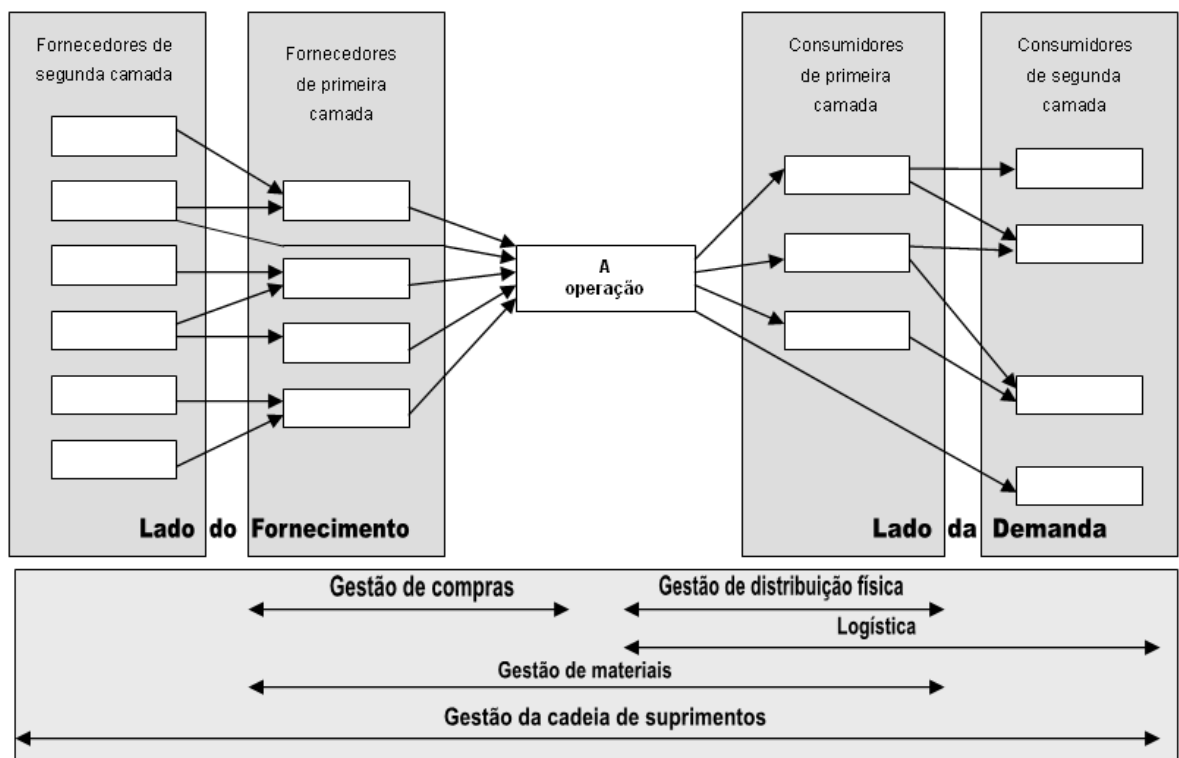 Fornecedores de
segunda camada
Fornecedores
de primeira
camada
Consumidores
de primeira
camada
Consumidores
de segunda
camada
A
operação
Lado do Fornecimento
Lado da Demanda
Gestão de compras
Gestão de distribuição física
Logística
Gestão de materiais
Gestão da cadeia de suprimentos